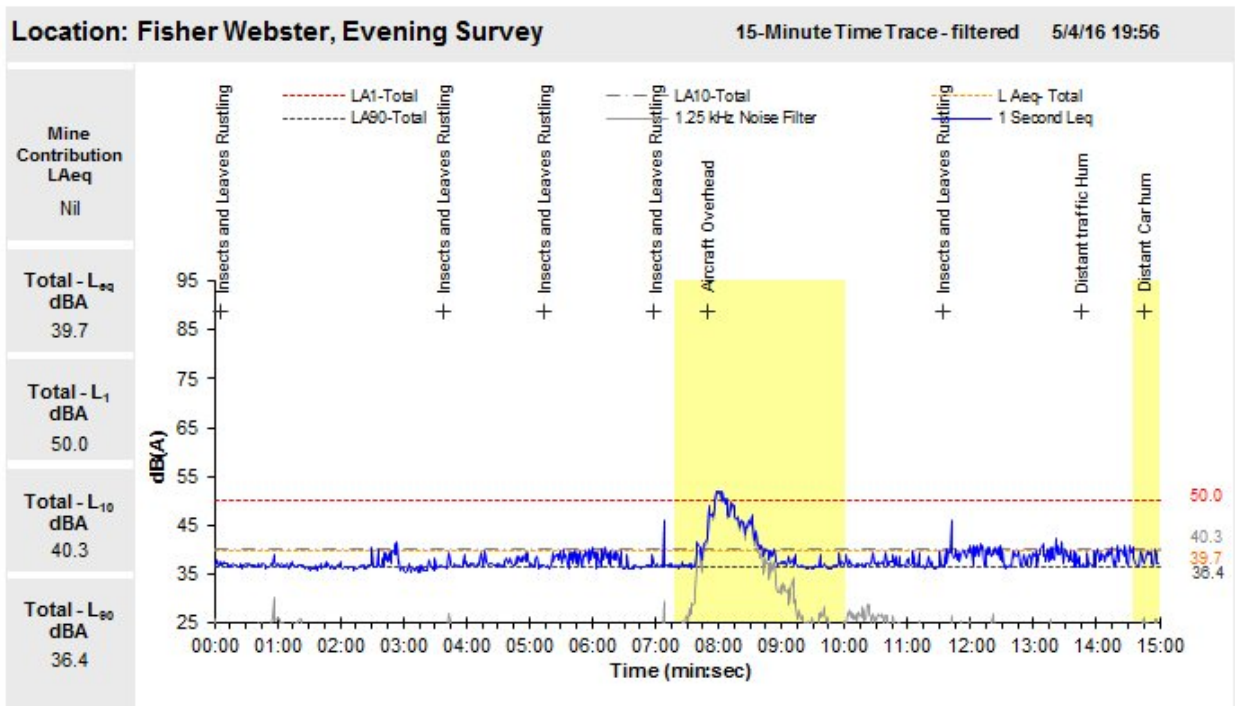 Location: Fisher Webster, Evening Survey
15-Minute Time Trace - filtered 5/4/16 19:56
Mine
Contribution
LAeq
Nil
Total - Leq
dBA
39.7
Total - L1
dBA
50.0
Total - L10
dBA
40.3
Total - L90
dBA
36.4
LA1-Total
LA10-Total
L Aeq- Total
LA90-Total
1.25 kHz Noise Filter
1 Second Leq
Insects and Leaves Rustling
Insects and Leaves Rustling
Insects and Leaves Rustling
Insects and Leaves Rustling
Aircraft Overhead
Insects and Leaves Rustling
Distant traffic Hum
Distant Car hum
dB(A)
95
85
75
65
55
45
35
25
50.0
40.3
39.7
36.4
00:00 01:00 02:00 03:00 04:00 05:00 06:00 07:00 08:00 09:00 10:00 11:00 12:00 13:00 14:00 15:00
Time (min:sec)